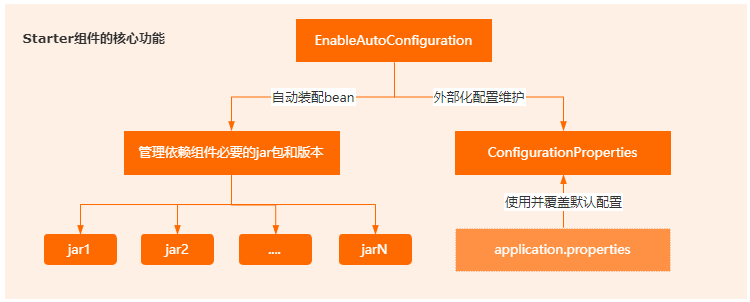 Starter组件的核心功能
EnableAutoConfiguration
自动装配bean
外部化配置维护
管理依赖组件必要的jar包和版本
ConfigurationProperties
使用并覆盖默认配置
jar1
jar2
....
jarN
application.properties